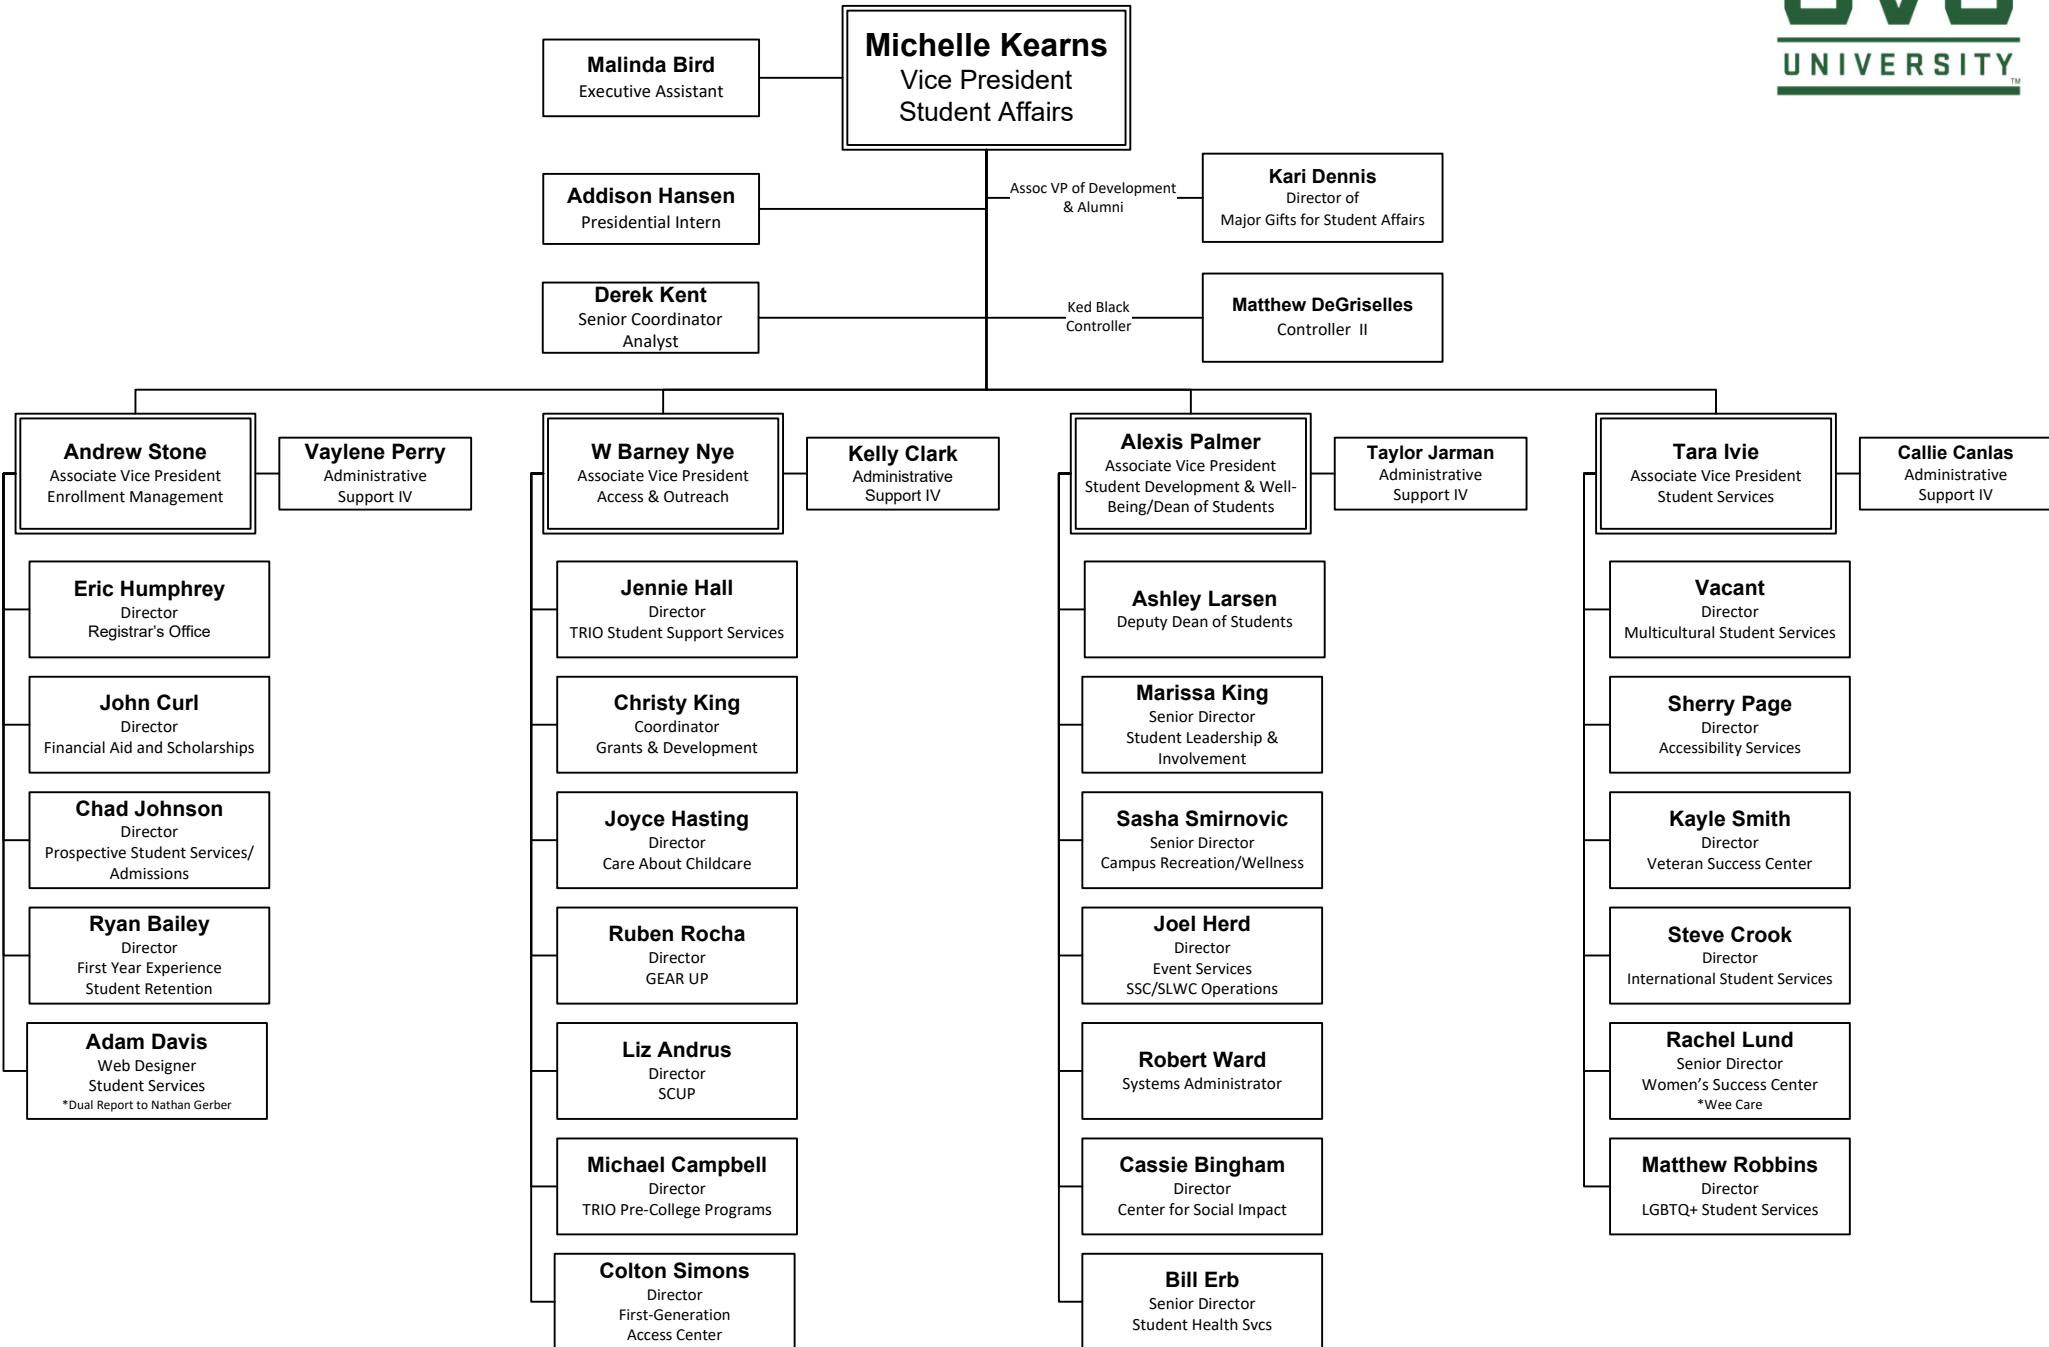 UNIVERSITY
TM
Michelle Kearns
Vice President
Student Affairs
Malinda Bird
Executive Assistant
Addison Hansen
Presidential Intern
Assoc VP of Development
& Alumni
Kari Dennis
Director of
Major Gifts for Student Affairs
Derek Kent
Senior Coordinator
Analyst
Ked Black
Controller
Matthew DeGriselles
Controller II
Andrew Stone
Associate Vice President
Enrollment Management
Vaylene Perry
Administrative
Support IV
Eric Humphrey
Director
Registrar’s Office
John Curl
Director
Financial Aid and Scholarships
Chad Johnson
Director
Prospective Student Services/
Admissions
Ryan Bailey
Director
First Year Experience
Student Retention
Adam Davis
Web Designer
Student Services
*Dual Report to Nathan Gerber
W Barney Nye
Associate Vice President
Access & Outreach
Kelly Clark
Administrative
Support IV
Jennie Hall
Director
TRIO Student Support Services
Christy King
Coordinator
Grants & Development
Joyce Hasting
Director
Care About Childcare
Ruben Rocha
Director
GEAR UP
Liz Andrus
Director
SCUP
Michael Campbell
Director
TRIO Pre-College Programs
Colton Simons
Director
First-Generation
Access Center
Alexis Palmer
Associate Vice President
Student Development & Well-
Being/Dean of Students
Taylor Jarman
Administrative
Support IV
Ashley Larsen
Deputy Dean of Students
Marissa King
Senior Director
Student Leadership &
Involvement
Sasha Smirnovic
Senior Director
Campus Recreation/Wellness
Joel Herd
Director
Event Services
SSC/SLWC Operations
Robert Ward
Systems Administrator
Cassie Bingham
Director
Center for Social Impact
Bill Erb
Senior Director
Student Health Svcs
Tara Ivie
Associate Vice President
Student Services
Callie Canlas
Administrative
Support IV
Vacant
Director
Multicultural Student Services
Sherry Page
Director
Accessibility Services
Kayle Smith
Director
Veteran Success Center
Steve Crook
Director
International Student Services
Rachel Lund
Senior Director
Women’s Success Center
*Wee Care
Matthew Robbins
Director
LGBTQ+ Student Services